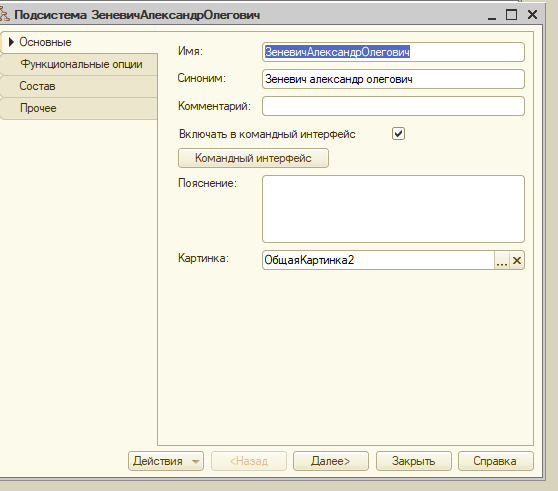 Подсистема ЗеневичАлександрОлегович
Основные
Функциональные опции
Состав
Прочее
Имя: ЗеневичАлександрОлегович
Синоним: Зеневич александр олегович
Комментарий:
Включать в командный интерфейс
Командный интерфейс
Пояснение:
Картинка: ОбщаяКартинка2 ...
Действия <Назад Далее> Закрыть Справка